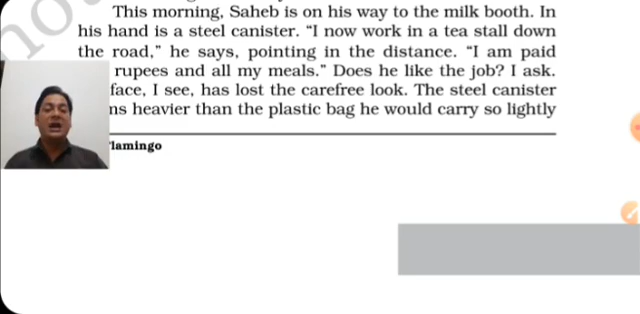 This morning, Saheb is on his way to the milk booth. In
his hand is a steel canister. “I now work in a tea stall down
the road,” he says, pointing in the distance. “I am paid
rupees and all my meals.” Does he like the job? I ask.
face, I see, has lost the carefree look. The steel canister
ns heavier than the plastic bag he would carry so lightly
lamingo